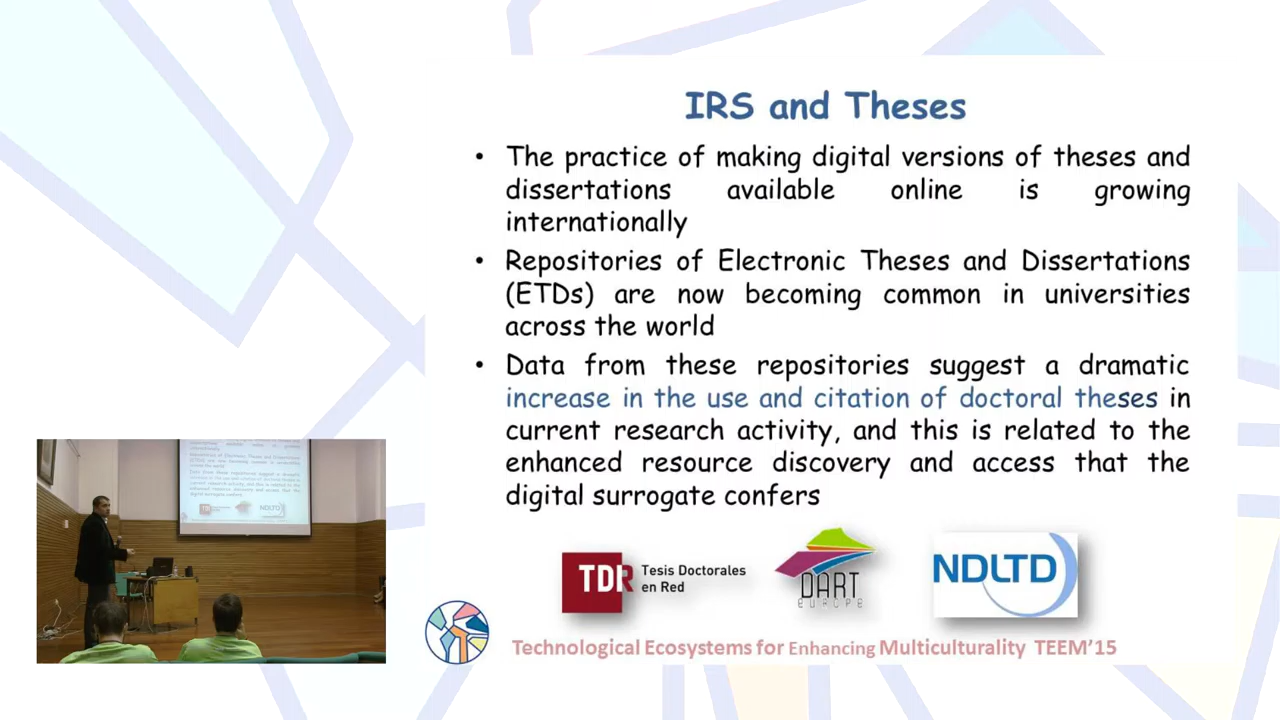 IRS and Theses
• The practice of making digital versions of theses and
dissertations available online is growing
internationally
• Repositories of Electronic Theses and Dissertations
(ETDs) are now becoming common in universities
across the world
• Data from these repositories suggest a dramatic
increase in the use and citation of doctoral theses in
current research activity, and this is related to the
enhanced resource discovery and access that the
digital surrogate confers
TDR Tesis Doctorales
en Red
DART
EUROPE
NDLTD
Technological Ecosystems for Enhancing Multiculturality TEEM'15
NDLTD